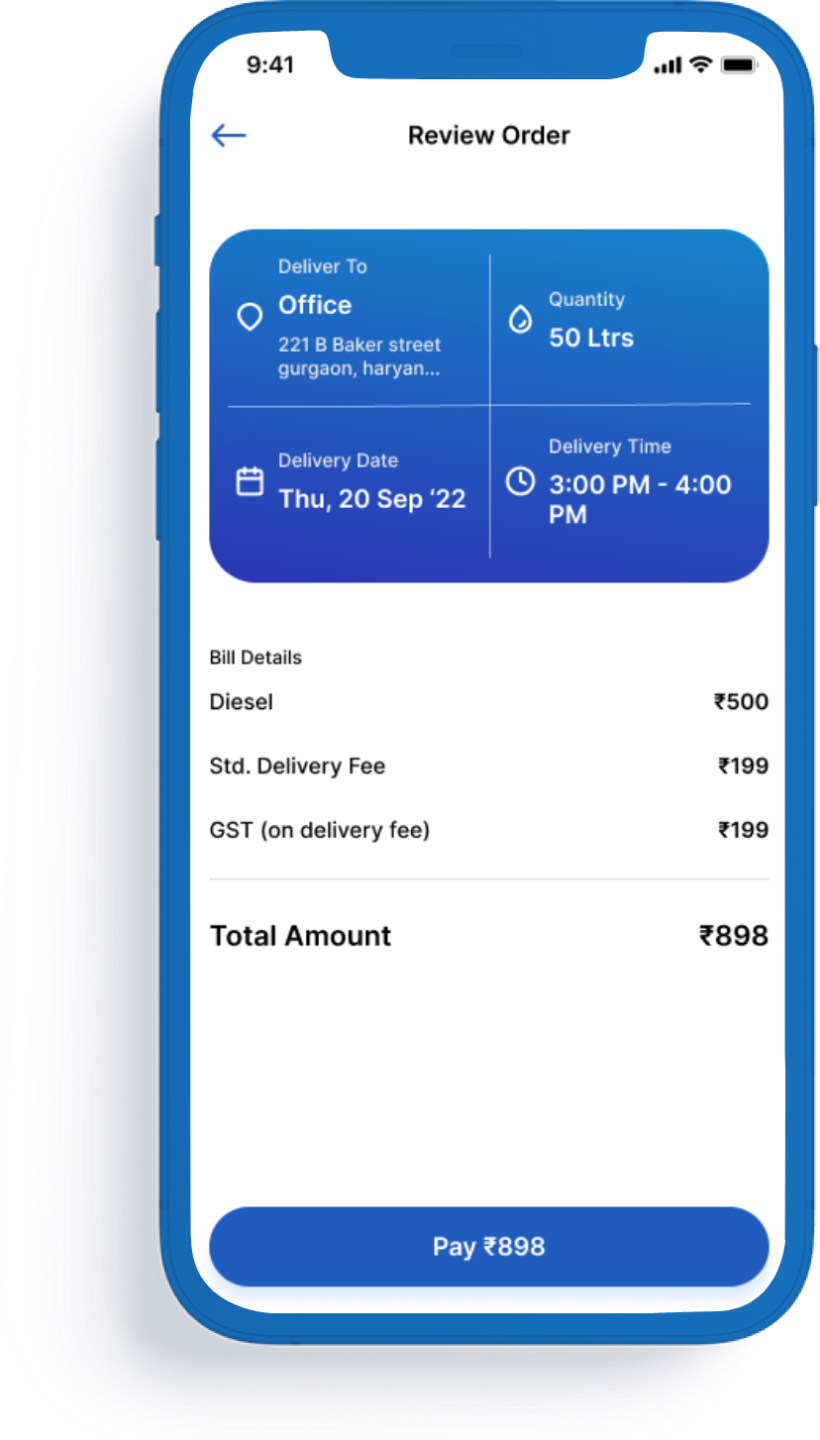 9:41
Review Order
Deliver To
Office
221 B Baker street
gurgaon, haryan...
Quantity
50 Ltrs
Delivery Date
Thu, 20 Sep ‘22
Delivery Time
3:00 PM - 4:00
PM
Bill Details
Diesel ₹500
Std. Delivery Fee ₹199
GST (on delivery fee) ₹199
Total Amount ₹898
Pay ₹898